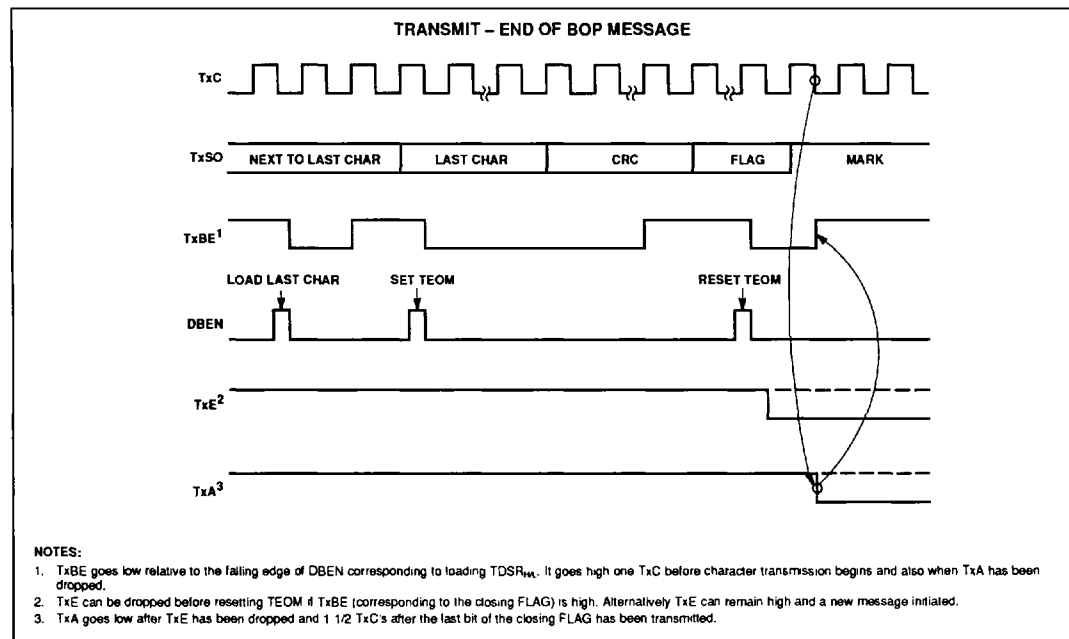 TRANSMIT – END OF BOP MESSAGE
TxC
TxSO
NEXT TO LAST CHAR
LAST CHAR
CRC
FLAG
MARK
TxBE1
LOAD LAST CHAR
SET TEOM
RESET TEOM
DBEN
TxE2
TxA3
NOTES:
1. TxBE goes low relative to the falling edge of DBEN corresponding to loading TDSRH/L. It goes high one TxC before character transmission begins and also when TxA has been
dropped.
2. TxE can be dropped before resetting TEOM if TxBE (corresponding to the closing FLAG) is high. Alternatively TxE can remain high and a new message initiated.
3. TxA goes low after TxE has been dropped and 1 1/2 TxC's after the last bit of the closing FLAG has been transmitted.